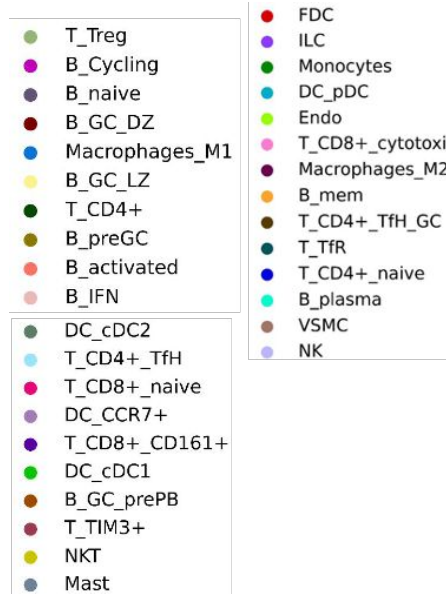 T_Treg
B_Cycling
B_naive
B_GC_DZ
Macrophages_M1
B_GC_LZ
T_CD4+
B_preGC
B_activated
B_IFN
DC_cDC2
T_CD4+_TfH
T_CD8+_naive
DC_CCR7+
T_CD8+_CD161+
DC_cDC1
B_GC_prePB
T_TIM3+
NKT
Mast
FDC
ILC
Monocytes
DC_pDC
Endo
T_CD8+_cytotoxi
Macrophages_M2
B_mem
T_CD4+_TfH_GC
T_TfR
T_CD4+_naive
B_plasma
VSMC
NK